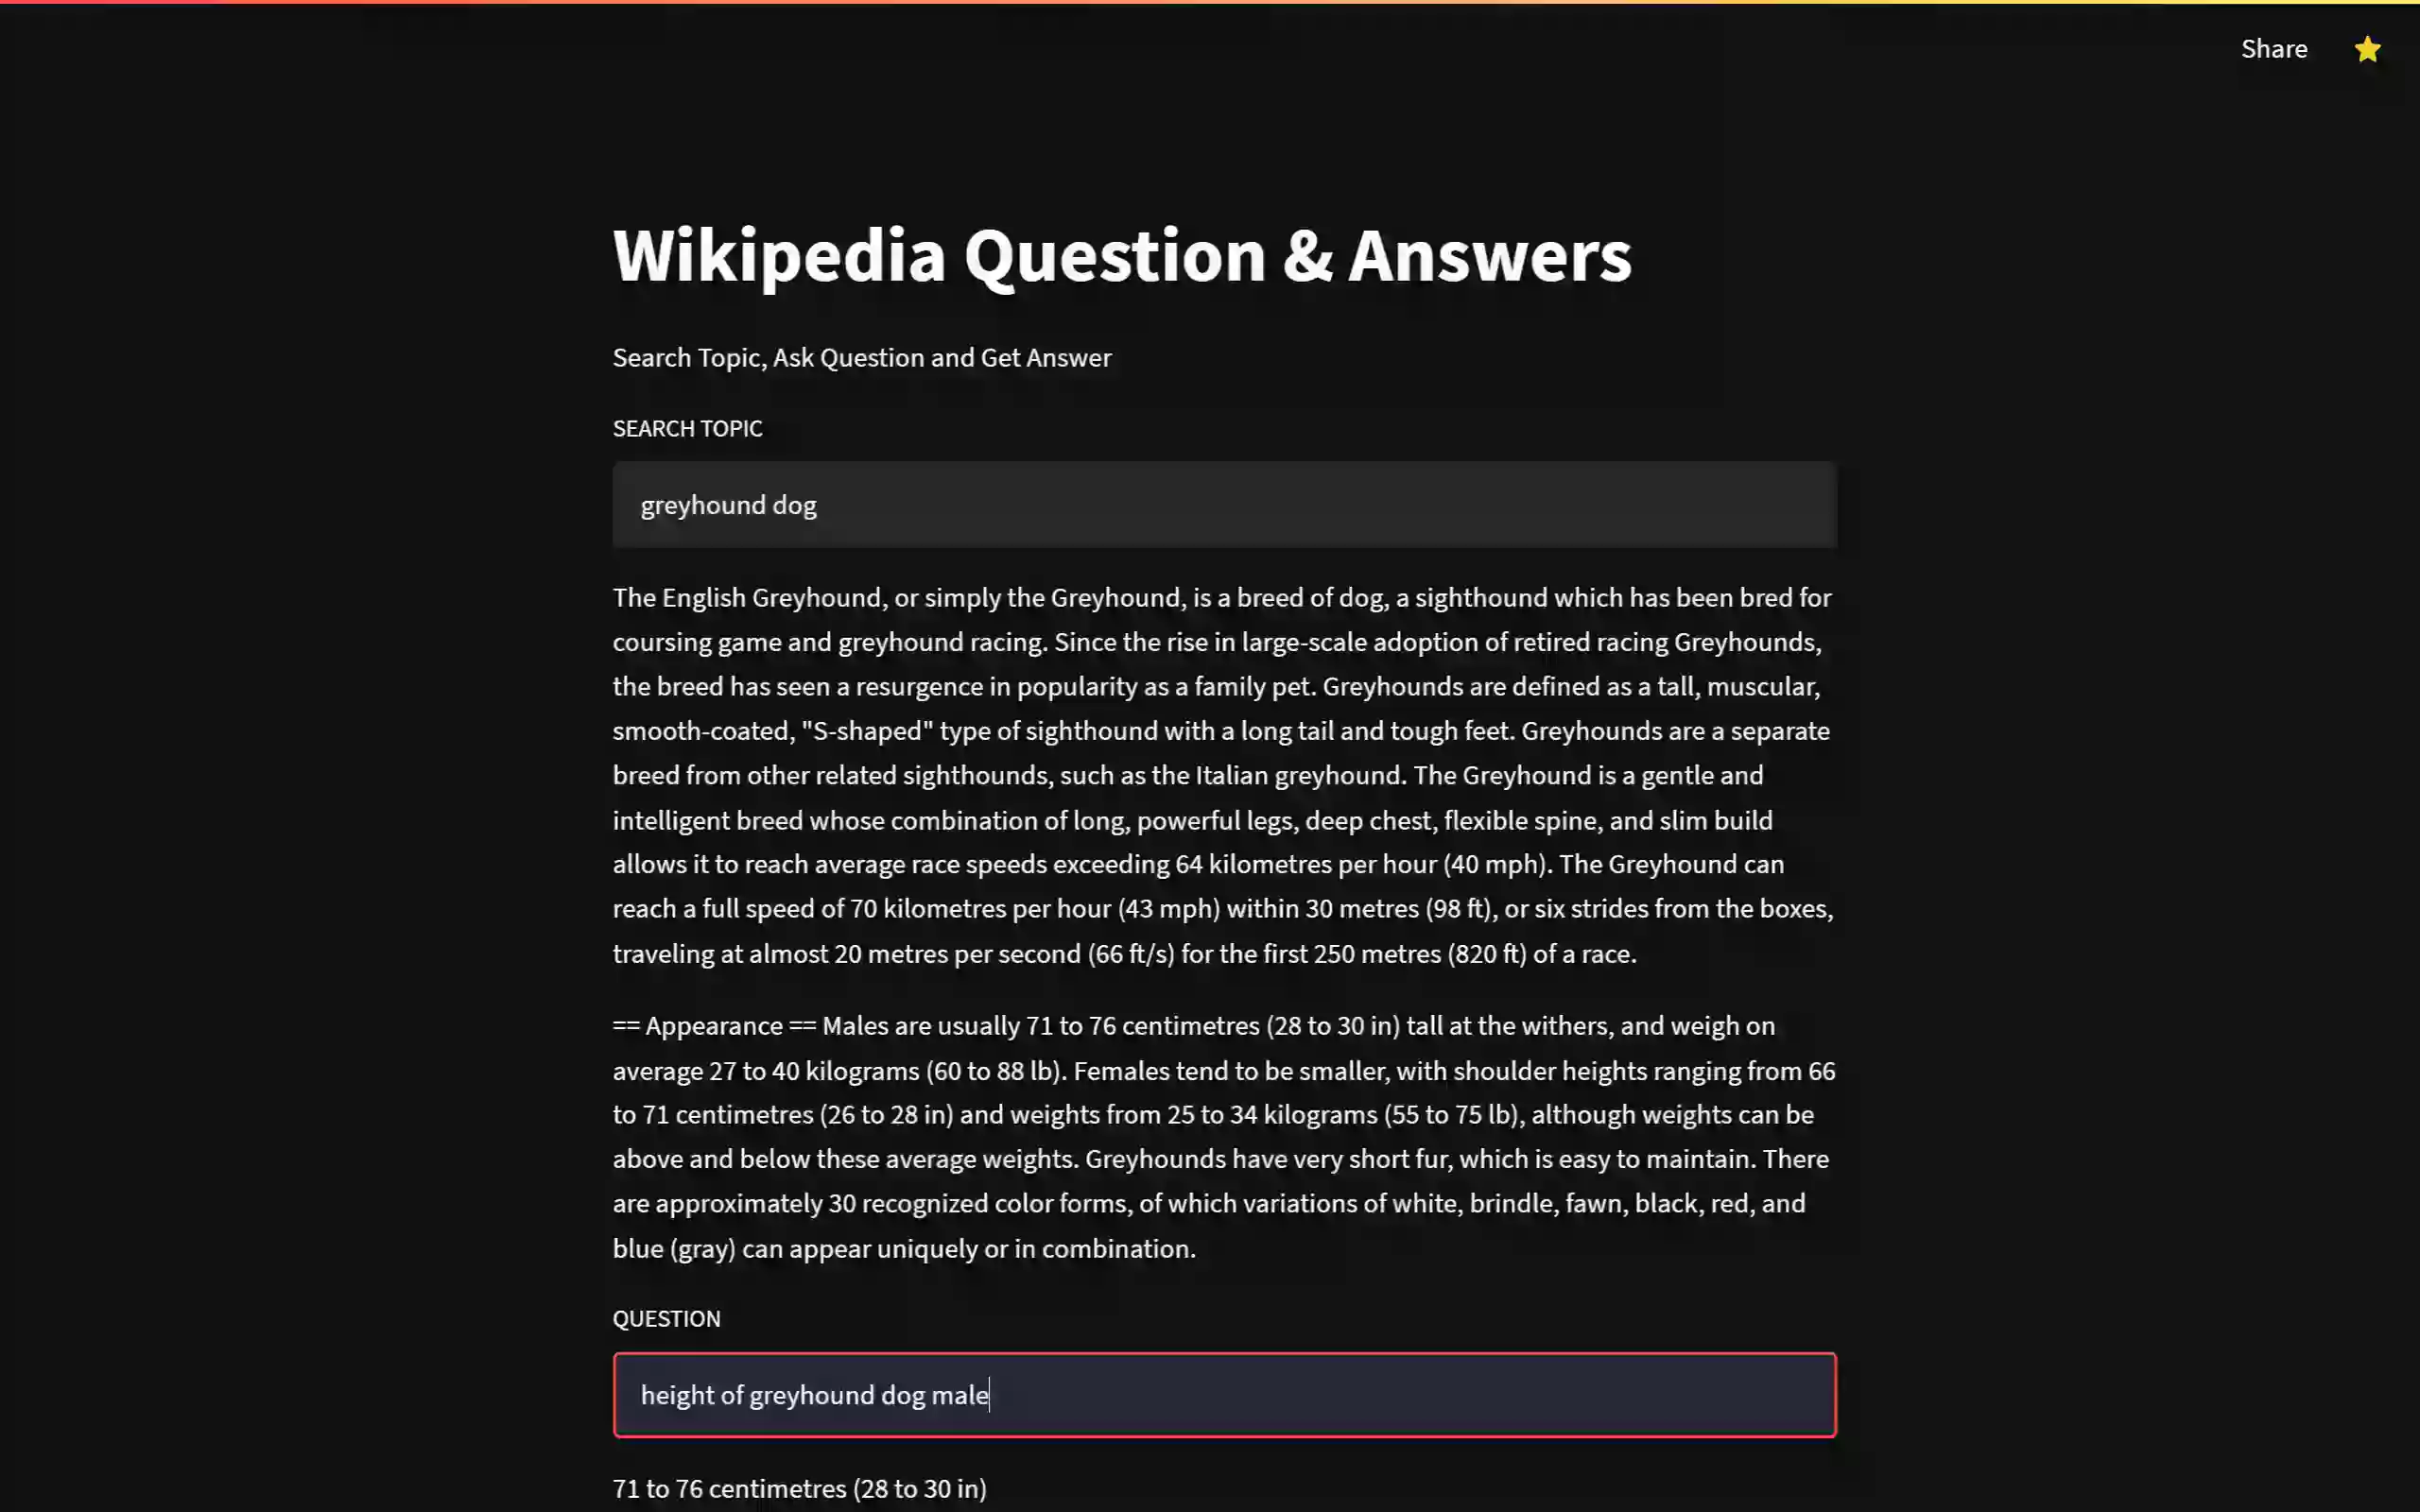 Share
Wikipedia Question & Answers
Search Topic, Ask Question and Get Answer
SEARCH TOPIC
greyhound dog
The English Greyhound, or simply the Greyhound, is a breed of dog, a sighthound which has been bred for
coursing game and greyhound racing. Since the rise in large-scale adoption of retired racing Greyhounds,
the breed has seen a resurgence in popularity as a family pet. Greyhounds are defined as a tall, muscular,
smooth-coated, "S-shaped" type of sighthound with a long tail and tough feet. Greyhounds are a separate
breed from other related sighthounds, such as the Italian greyhound. The Greyhound is a gentle and
intelligent breed whose combination of long, powerful legs, deep chest, flexible spine, and slim build
allows it to reach average race speeds exceeding 64 kilometres per hour (40 mph). The Greyhound can
reach a full speed of 70 kilometres per hour (43 mph) within 30 metres (98 ft), or six strides from the boxes,
traveling at almost 20 metres per second (66 ft/s) for the first 250 metres (820 ft) of a race.
== Appearance == Males are usually 71 to 76 centimetres (28 to 30 in) tall at the withers, and weigh on
average 27 to 40 kilograms (60 to 88 lb). Females tend to be smaller, with shoulder heights ranging from 66
to 71 centimetres (26 to 28 in) and weights from 25 to 34 kilograms (55 to 75 lb), although weights can be
above and below these average weights. Greyhounds have very short fur, which is easy to maintain. There
are approximately 30 recognized color forms, of which variations of white, brindle, fawn, black, red, and
blue (gray) can appear uniquely or in combination.
QUESTION
height of greyhound dog male
71 to 76 centimetres (28 to 30 in)